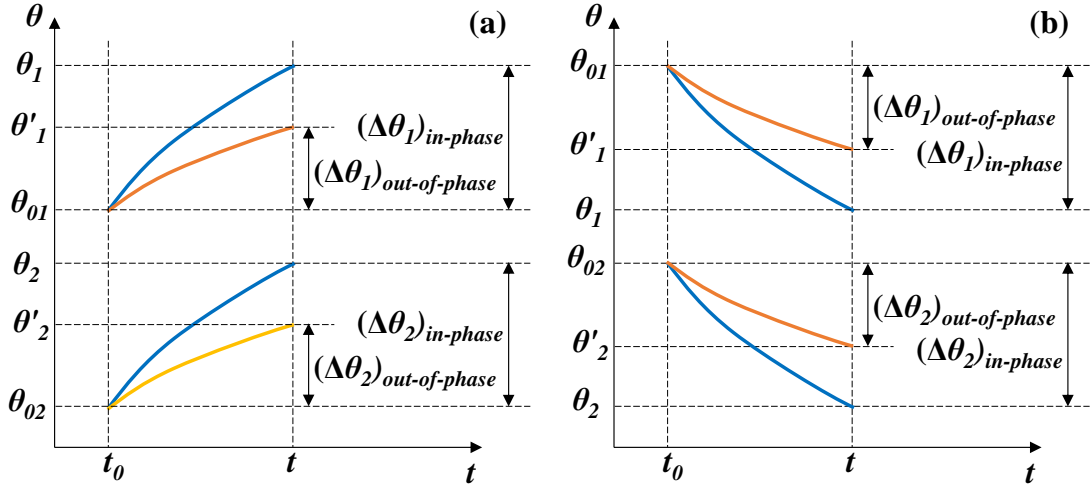 θ (a)
θ₁
θ'₁
(Δθ₁)in-phase
(Δθ₁)out-of-phase
θ₀₁
θ₂
θ'₂
(Δθ₂)in-phase
(Δθ₂)out-of-phase
θ₀₂
t₀ t t
θ (b)
θ₀₁
(Δθ₁)out-of-phase
θ'₁
(Δθ₁)in-phase
θ₁
θ₀₂
(Δθ₂)out-of-phase
θ'₂
(Δθ₂)in-phase
θ₂
t₀ t t